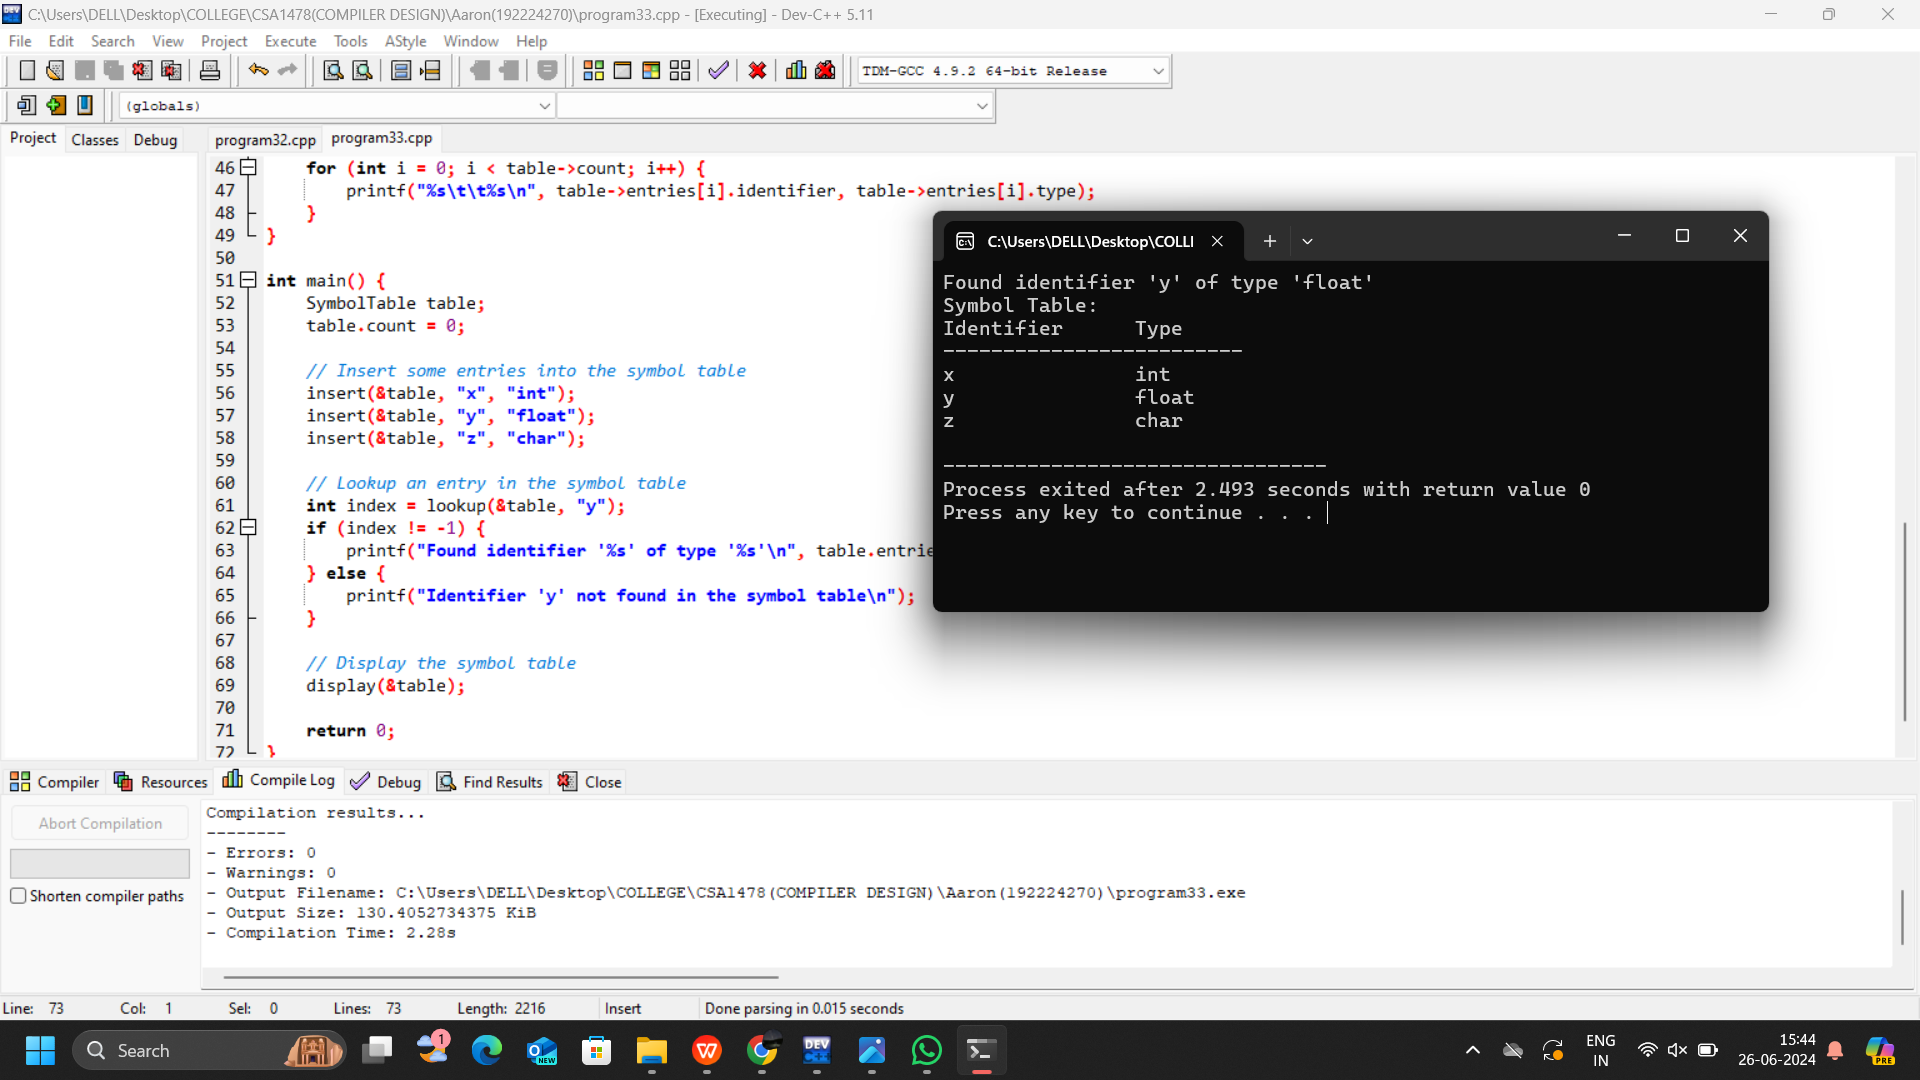 C:\Users\DELL\Desktop\COLLEGE\CSA1478(COMPILER DESIGN)\Aaron(192224270)\program33.cpp - [Executing] - Dev-C++ 5.11
File Edit Search View Project Execute Tools AStyle Window Help
TDM-GCC 4.9.2 64-bit Release
(globals)
Project Classes Debug program32.cpp program33.cpp
46 for (int i = 0; i < table->count; i++) {
47 printf("%s\t\t%s\n", table->entries[i].identifier, table->entries[i].type);
48 }
49 }
50
51 int main() {
52 SymbolTable table;
53 table.count = 0;
54
55 // Insert some entries into the symbol table
56 insert(&table, "x", "int");
57 insert(&table, "y", "float");
58 insert(&table, "z", "char");
59
60 // Lookup an entry in the symbol table
61 int index = lookup(&table, "y");
62 if (index != -1) {
63 printf("Found identifier '%s' of type '%s'\n", table.entrie
64 } else {
65 printf("Identifier 'y' not found in the symbol table\n");
66 }
67
68 // Display the symbol table
69 display(&table);
70
71 return 0;
72 }
C:\Users\DELL\Desktop\COLLI
Found identifier 'y' of type 'float'
Symbol Table:
Identifier Type
-------------------------
x int
y float
z char
--------------------------------
Process exited after 2.493 seconds with return value 0
Press any key to continue . . .
Compiler Resources Compile Log Debug Find Results Close
Abort Compilation
Shorten compiler paths
Compilation results...
--------
- Errors: 0
- Warnings: 0
- Output Filename: C:\Users\DELL\Desktop\COLLEGE\CSA1478(COMPILER DESIGN)\Aaron(192224270)\program33.exe
- Output Size: 130.4052734375 KiB
- Compilation Time: 2.28s
Line: 73 Col: 1 Sel: 0 Lines: 73 Length: 2216 Insert Done parsing in 0.015 seconds
Search
1
NEW
DEV
C++
ENG
IN
15:44
26-06-2024
PRE